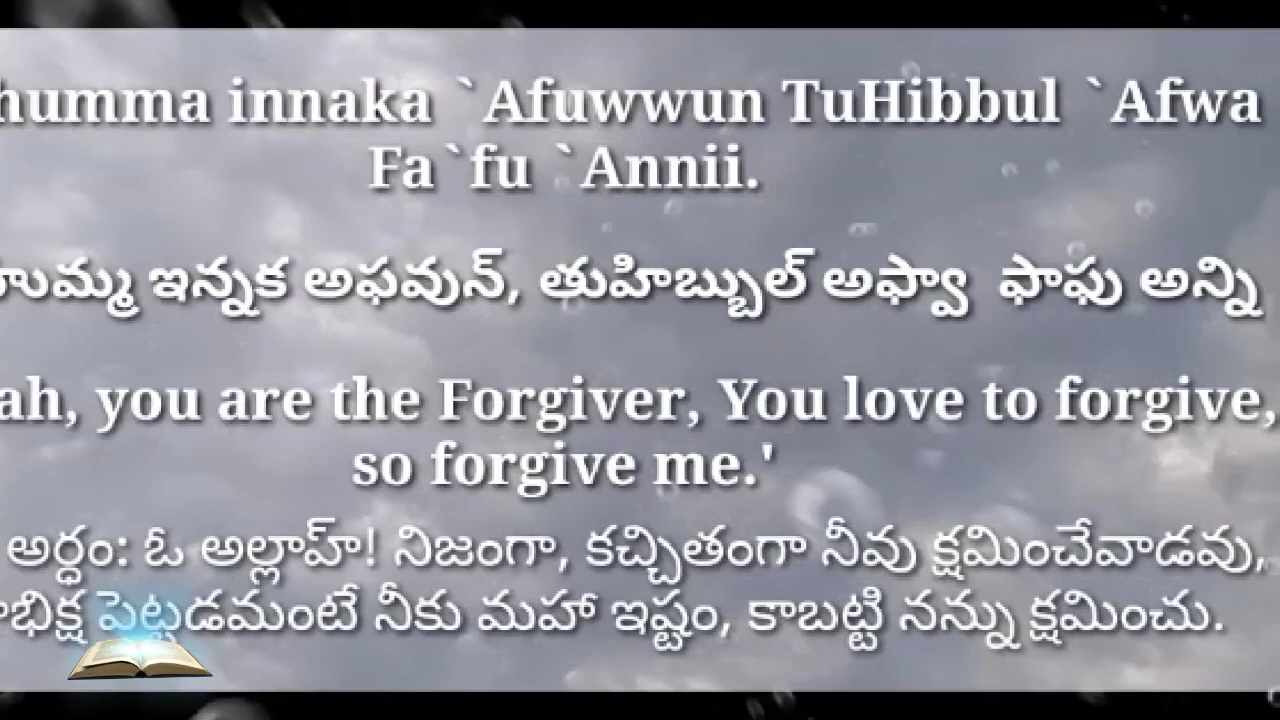 humma innaka `Afuwwun TuHibbul `Afwa
Fa`fu `Annii.
హుమ్మ ఇన్నక అఫవున్, తుహిబ్బుల్ అఫ్వా ఫాఫు అన్ని
ah, you are the Forgiver, You love to forgive,
so forgive me.'
అర్ధం: ఓ అల్లాహ్! నిజంగా, కచ్చితంగా నీవు క్షమించేవాడవు,
పెట్టడమంటే నీకు మహా ఇష్టం, కాబట్టి నన్ను క్షమించు.